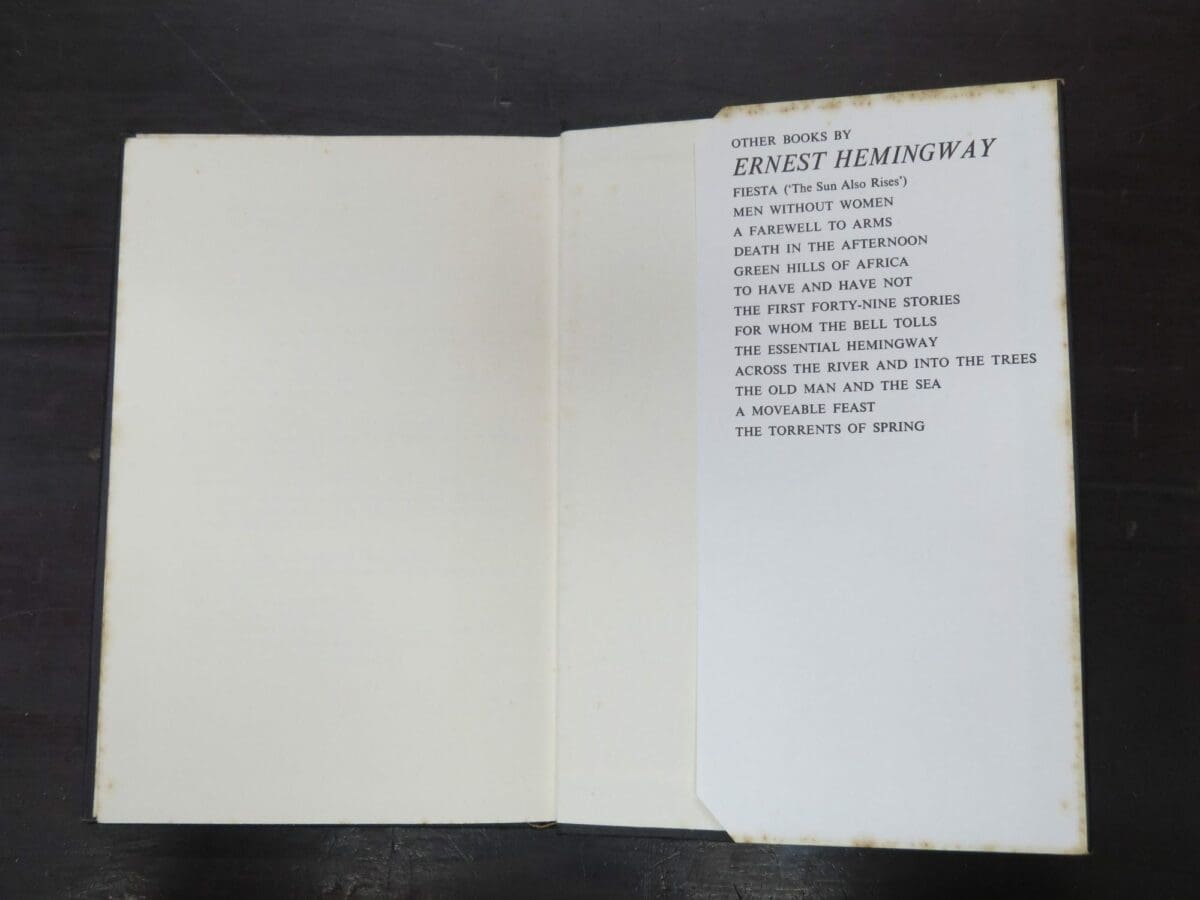 OTHER BOOKS BY
ERNEST HEMINGWAY
FIESTA ('The Sun Also Rises')
MEN WITHOUT WOMEN
A FAREWELL TO ARMS
DEATH IN THE AFTERNOON
GREEN HILLS OF AFRICA
TO HAVE AND HAVE NOT
THE FIRST FORTY-NINE STORIES
FOR WHOM THE BELL TOLLS
THE ESSENTIAL HEMINGWAY
ACROSS THE RIVER AND INTO THE TREES
THE OLD MAN AND THE SEA
A MOVEABLE FEAST
THE TORRENTS OF SPRING